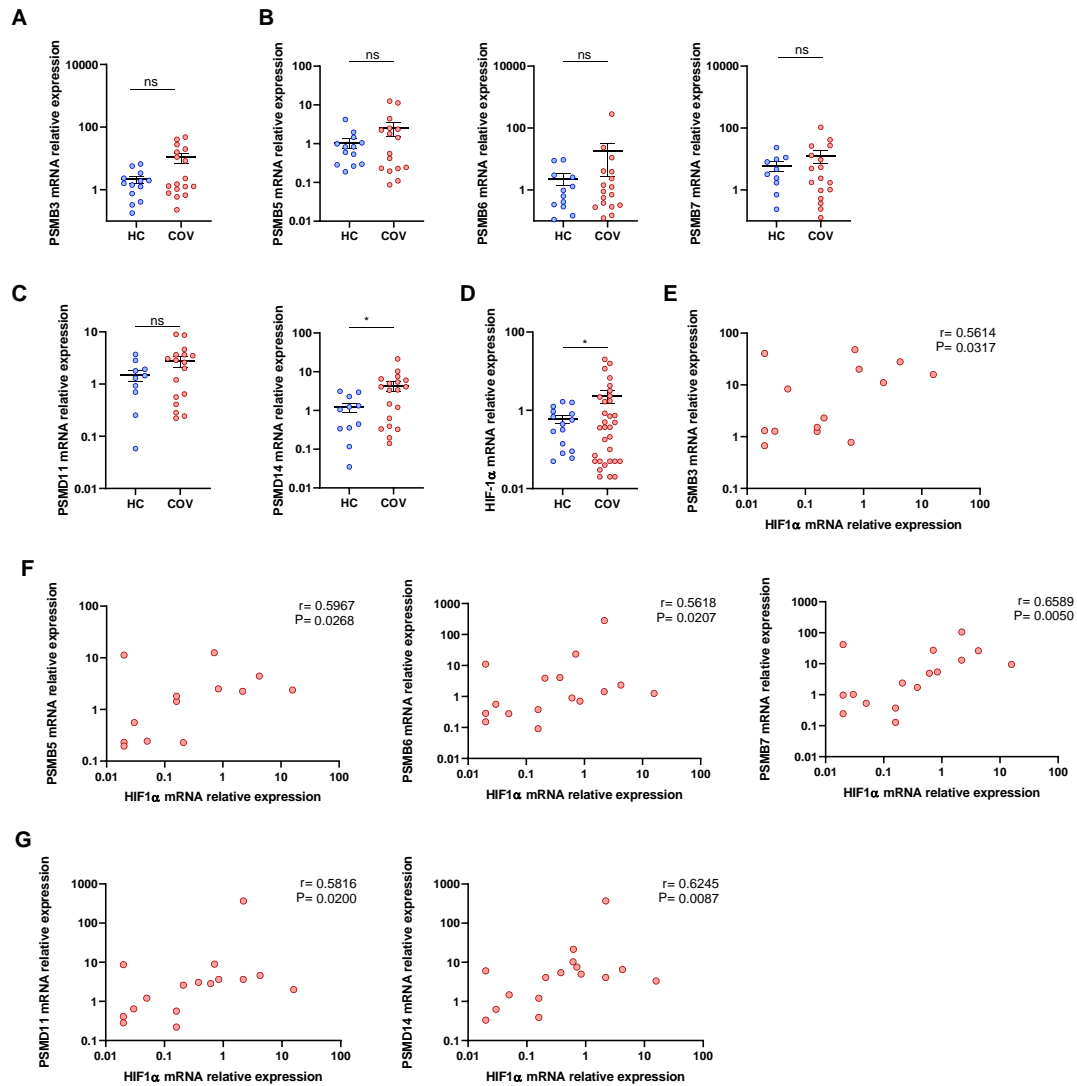 A
B
PSMB3 mRNA relative expression
10000
100
1
ns
HC
COV
PSMB5 mRNA relative expression
100
10
1
0.1
0.01
ns
HC
COV
PSMB6 mRNA relative expression
10000
100
1
ns
HC
COV
PSMB7 mRNA relative expression
10000
100
1
ns
HC
COV
C
D
E
PSMD11 mRNA relative expression
10
1
0.1
0.01
ns
HC
COV
PSMD14 mRNA relative expression
100
10
1
0.1
0.01
*
HC
COV
HIF-1α mRNA relative expression
100
1
0.01
*
HC
COV
PSMB3 mRNA relative expression
100
10
1
0.1
r= 0.5614
P= 0.0317
0.01
0.1
1
10
100
HIF1α mRNA relative expression
F
PSMB5 mRNA relative expression
100
10
1
0.1
r= 0.5967
P= 0.0268
0.01
0.1
1
10
100
HIF1α mRNA relative expression
PSMB6 mRNA relative expression
1000
100
10
1
0.1
0.01
r= 0.5618
P= 0.0207
0.01
0.1
1
10
100
HIF1α mRNA relative expression
PSMB7 mRNA relative expression
1000
100
10
1
0.1
0.01
r= 0.6589
P= 0.0050
0.01
0.1
1
10
100
HIF1α mRNA relative expression
G
PSMD11 mRNA relative expression
1000
100
10
1
0.1
r= 0.5816
P= 0.0200
0.01
0.1
1
10
100
HIF1α mRNA relative expression
PSMD14 mRNA relative expression
1000
100
10
1
0.1
r= 0.6245
P= 0.0087
0.01
0.1
1
10
100
HIF1α mRNA relative expression